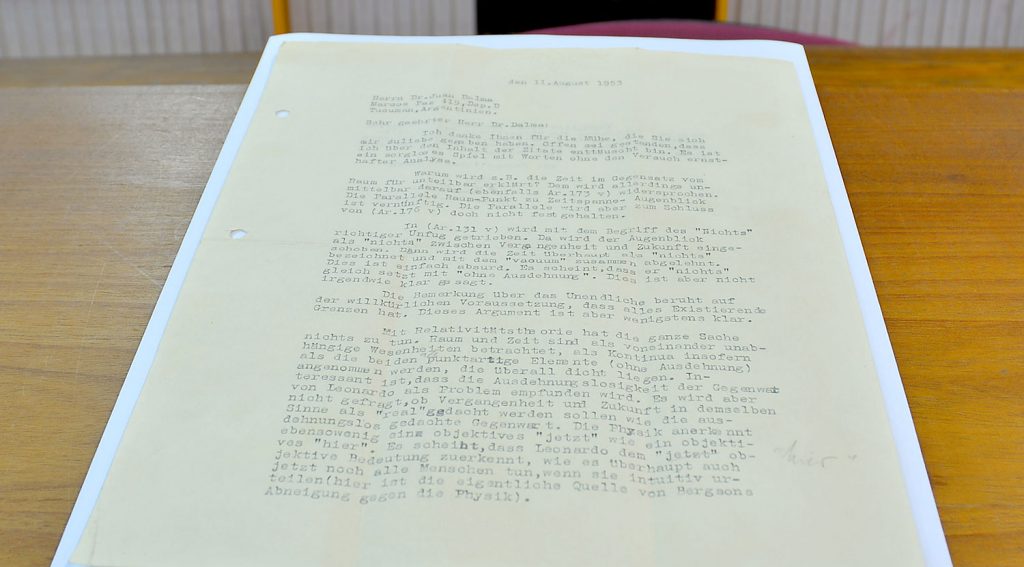 den 11.August 1953
Herrn Dr.Juan Dalma
Marcos Paz 119,Dep.D
Tucuman,Argentinien.
Sehr geehrter Herr Dr.Dalma:
Ich danke Ihnen für die Mühe, die Sie sich
mir zuliebe gegeben haben. Offen sei gestanden,dass
ich über den Inhalt der Zitate enttäuscht bin. Es ist
ein sorgloses Spiel mit Worten ohne den Versuch ernst-
hafter Analyse.
Warum wird z.B. die Zeit im Gegensatz vom
Raum für unteilbar erklärt? Dem wird allerdings un-
mittelbar darauf (ebenfalls Ar.173 v) widersprochen.
Die Parallele Raum-Punkt zu Zeitspanne- Augenblick
ist vernünftig. Die Parallele wird aber zum Schluss
von (Ar.176 v) doch nicht festgehalten.
In (Ar.131 v) wird mit dem Begriff des "Nichts"
richtiger Unfug getrieben. Da wird der Augenblick
als "nichts" zwischen Vergangenheit und Zukunft einge-
schoben. Dann wird die Zeit überhaupt als "nichts"
bezeichnet und mit dem "vacuum" zusammen abgelehnt.
Dies ist einfach absurd. Es scheint,dass er "nichts"
gleich setzt mit "ohne Ausdehnung". Dies ist aber nicht
irgendwie klar gesagt.
Die Bemerkung über das Unendliche beruht auf
der willkürlichen Voraussetzung, dass alles Existierende
Grenzen hat. Dieses Argument ist aber wenigstens klar.
Mit Relativitätstheorie hat die ganze Sache
nichts zu tun. Raum und Zeit sind als voneinander unab-
hängige Wesenheiten betrachtet, als Kontinua insofern
als die beiden punktartige Elemente (ohne Ausdehnung)
angenommen werden, die überall dicht liegen. In-
teressant ist,dass die Ausdehnungslosigkeit der Gegenwart
von Leonardo als Problem empfunden wird. Es wird aber
nicht gefragt,ob Vergangenheit und Zukunft in demselben
Sinne als "real"gedacht werden sollen wie die aus-
dehnungslos gedachte Gegenwart. Die Physik anerkennt
ebensowenig eine objektives "jetzt" wie ein objekti-
ves "hier". Es scheint,dass Leonardo dem "jetzt" ob-
jektive Bedeutung zuerkennt, wie es überhaupt auch
jetzt noch alle Menschen tun,wenn sie intuitiv ur-
teilen(hier ist die eigentliche Quelle von Bergsons
Abneigung gegen die Physik).